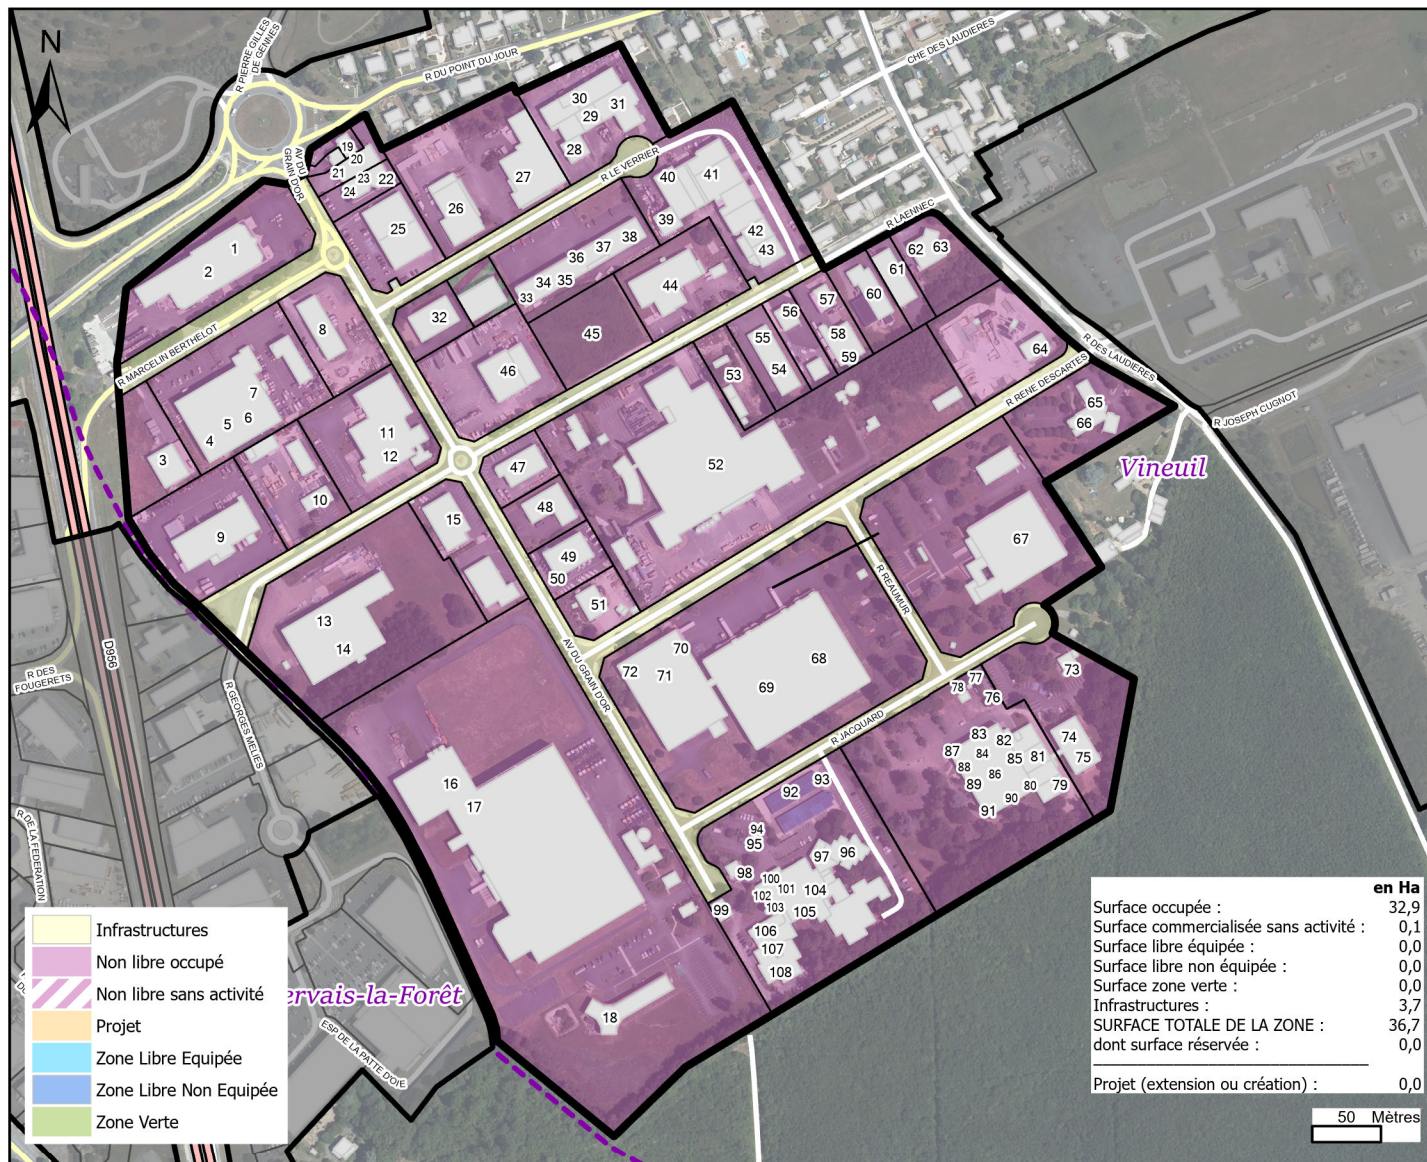 N
R PIERRE GILLES
DE GENNES
R DU POINT DU JOUR
CHE DES LAUDIERES
AV DU
GRAIN D'OR
R LE VERRIER
R LAENNEC
R MARCELIN BERTHELOT
R DES LAUDIERES
R RENE DESCARTES
R JOSEPH CUGNOT
Vineuil
D956
R DES
FOUGERETS
R GEORGES MELIES
AV DU GRAIN D'OR
R REAUMUR
R JACQUARD
R DE LA FEDERATION
ervais-la-Forêt
ESP DE LA PATTE D'OIE
1
2
3
4
5
6
7
8
9
10
11
12
13
14
15
16
17
18
19
20
21
22
23
24
25
26
27
28
29
30
31
32
33
34
35
36
37
38
39
40
41
42
43
44
45
46
47
48
49
50
51
52
53
54
55
56
57
58
59
60
61
62
63
64
65
66
67
68
69
70
71
72
73
74
75
76
77
78
79
80
81
82
83
84
85
86
87
88
89
90
91
92
93
94
95
96
97
98
99
100
101
102
103
104
105
106
107
108
Infrastructures
Non libre occupé
Non libre sans activité
Projet
Zone Libre Equipée
Zone Libre Non Equipée
Zone Verte
en Ha
Surface occupée : 32,9
Surface commercialisée sans activité : 0,1
Surface libre équipée : 0,0
Surface libre non équipée : 0,0
Surface zone verte : 0,0
Infrastructures : 3,7
SURFACE TOTALE DE LA ZONE : 36,7
dont surface réservée : 0,0
Projet (extension ou création) : 0,0
50 Mètres